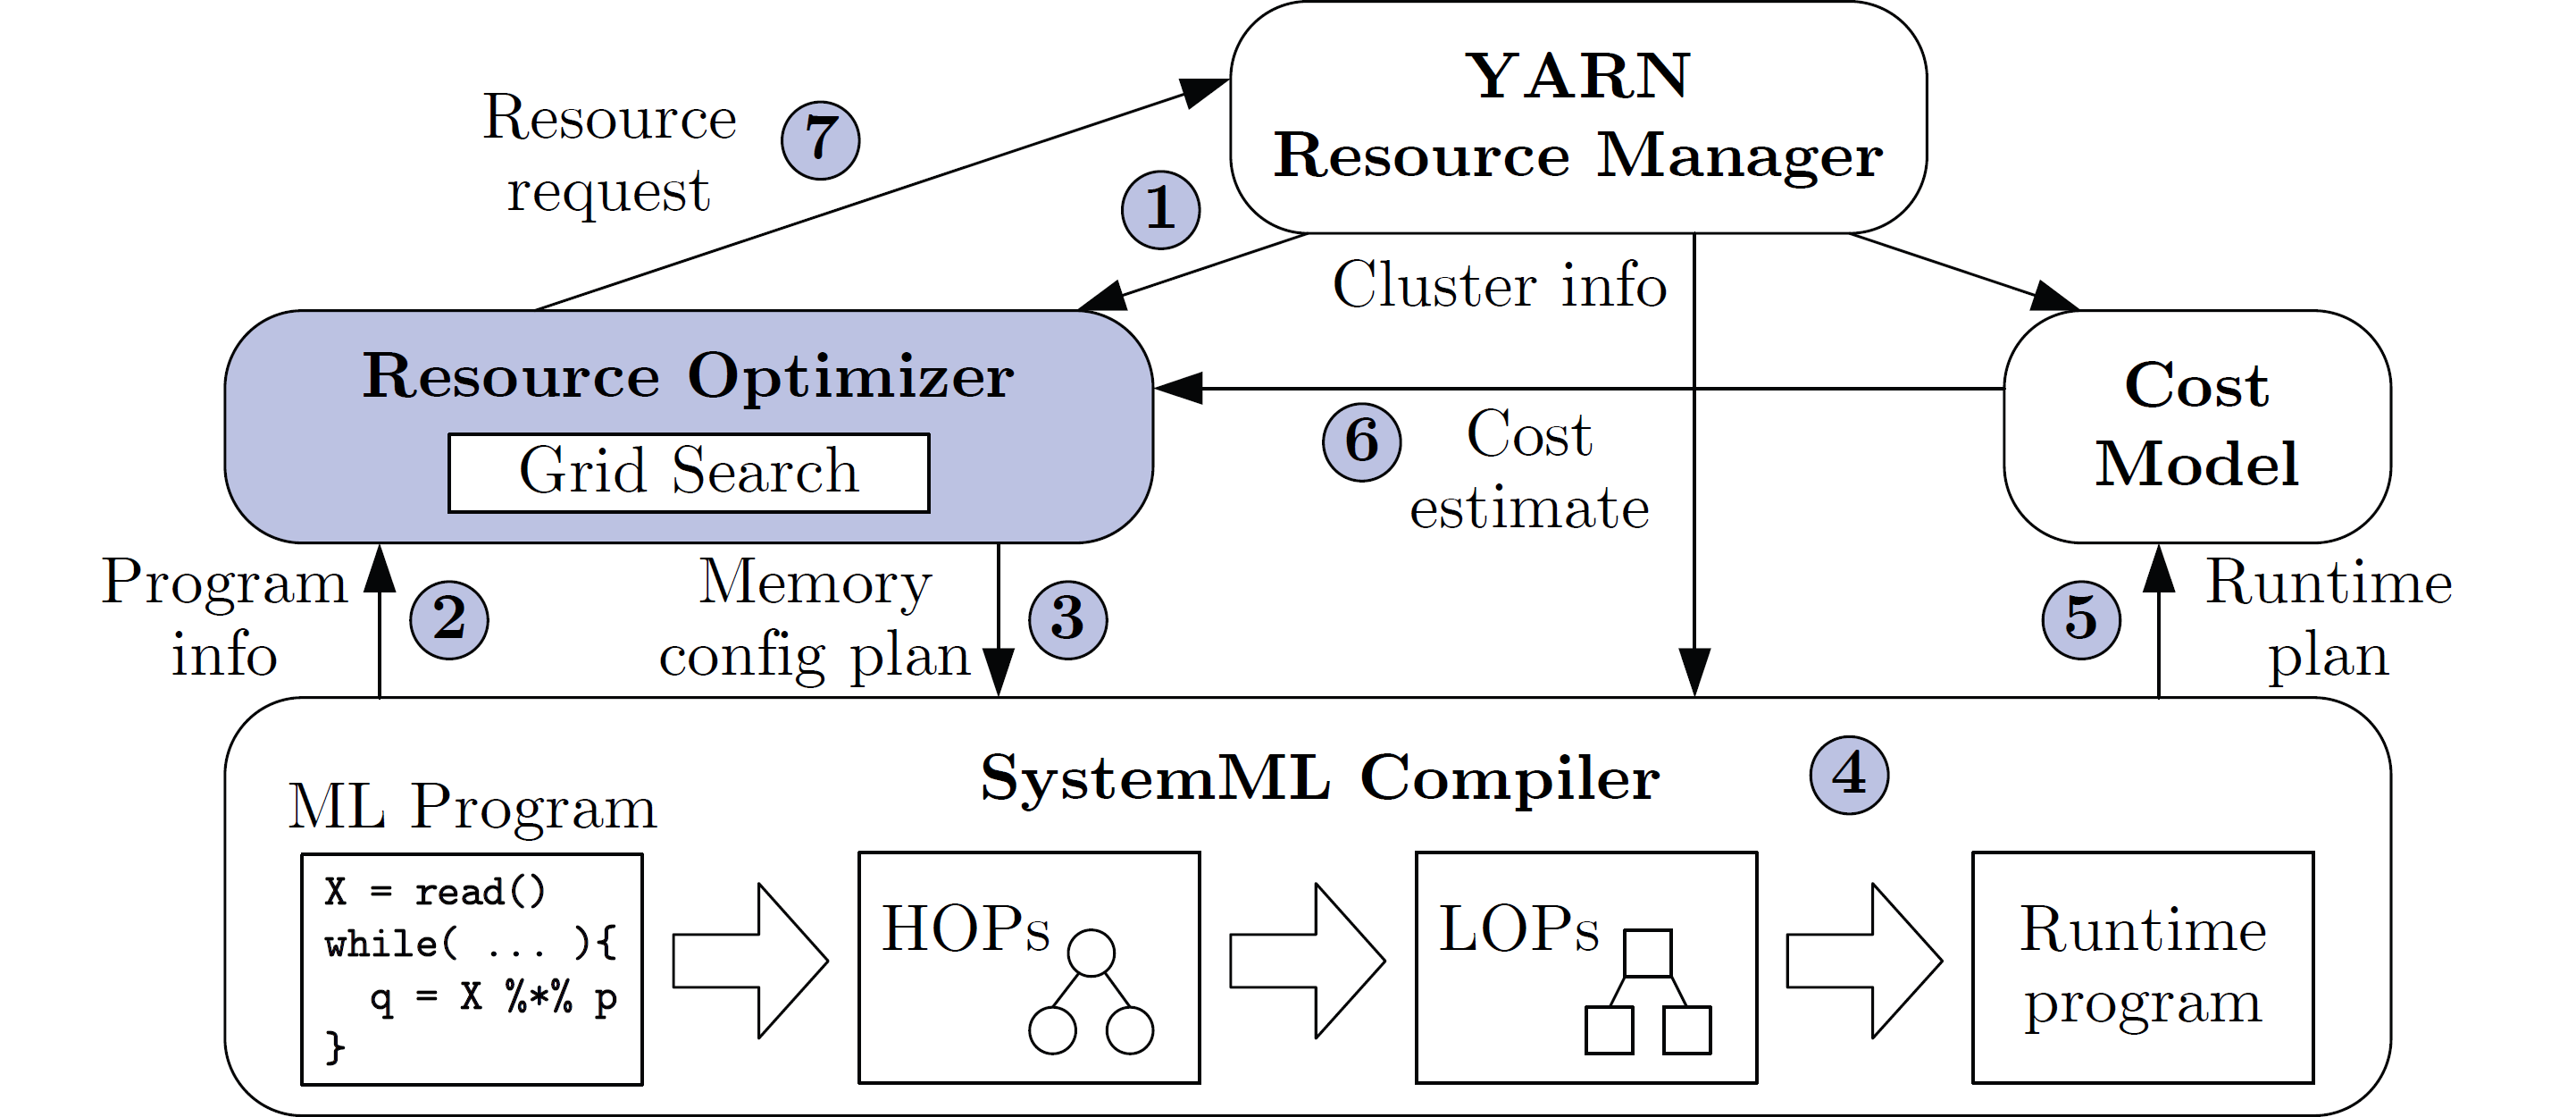 YARN
Resource Manager
Resource
request
7
1
Cluster info
Resource Optimizer
Grid Search
Cost
Model
6
Cost
estimate
Program
info
2
Memory
config plan
3
5
Runtime
plan
SystemML Compiler
4
ML Program
X = read()
while( ... ){
q = X %*% p
}
HOPs
LOPs
Runtime
program